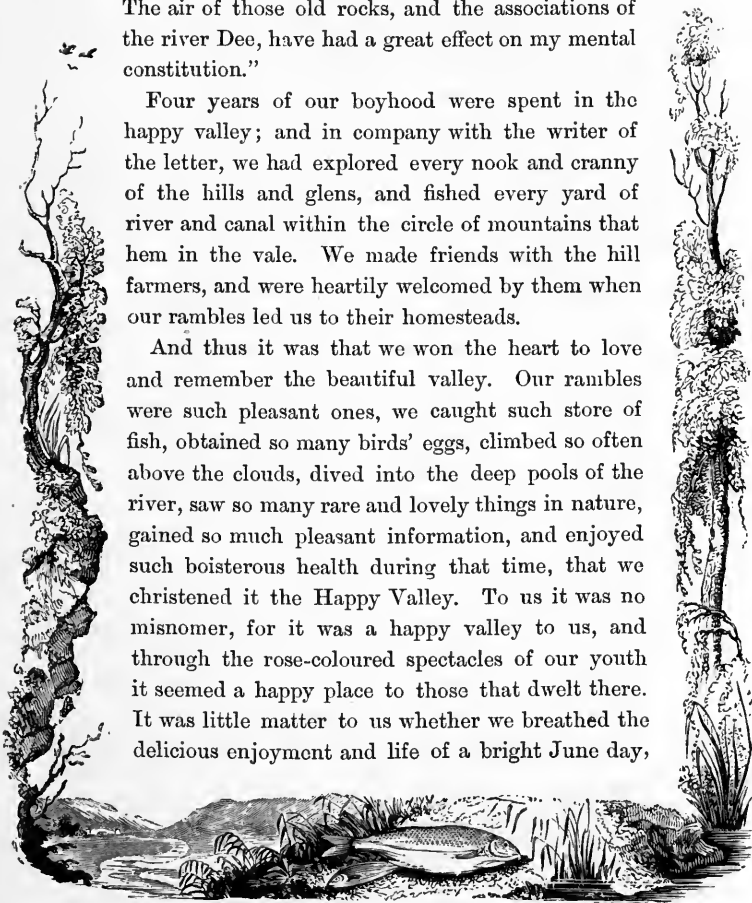 The air of those old rocks, and the associations of
the river Dee, have had a great effect on my mental
constitution.”
Four years of our boyhood were spent in the
happy valley; and in company with the writer of
the letter, we had explored every nook and cranny
of the hills and glens, and fished every yard of
river and canal within the circle of mountains that
hem in the vale. We made friends with the hill
farmers, and were heartily welcomed by them when
our rambles led us to their homesteads.
And thus it was that we won the heart to love
and remember the beautiful valley. Our rambles
were such pleasant ones, we caught such store of
fish, obtained so many birds’ eggs, climbed so often
above the clouds, dived into the deep pools of the
river, saw so many rare and lovely things in nature,
gained so much pleasant information, and enjoyed
such boisterous health during that time, that we
christened it the Happy Valley. To us it was no
misnomer, for it was a happy valley to us, and
through the rose-coloured spectacles of our youth
it seemed a happy place to those that dwelt there.
It was little matter to us whether we breathed the
delicious enjoyment and life of a bright June day,